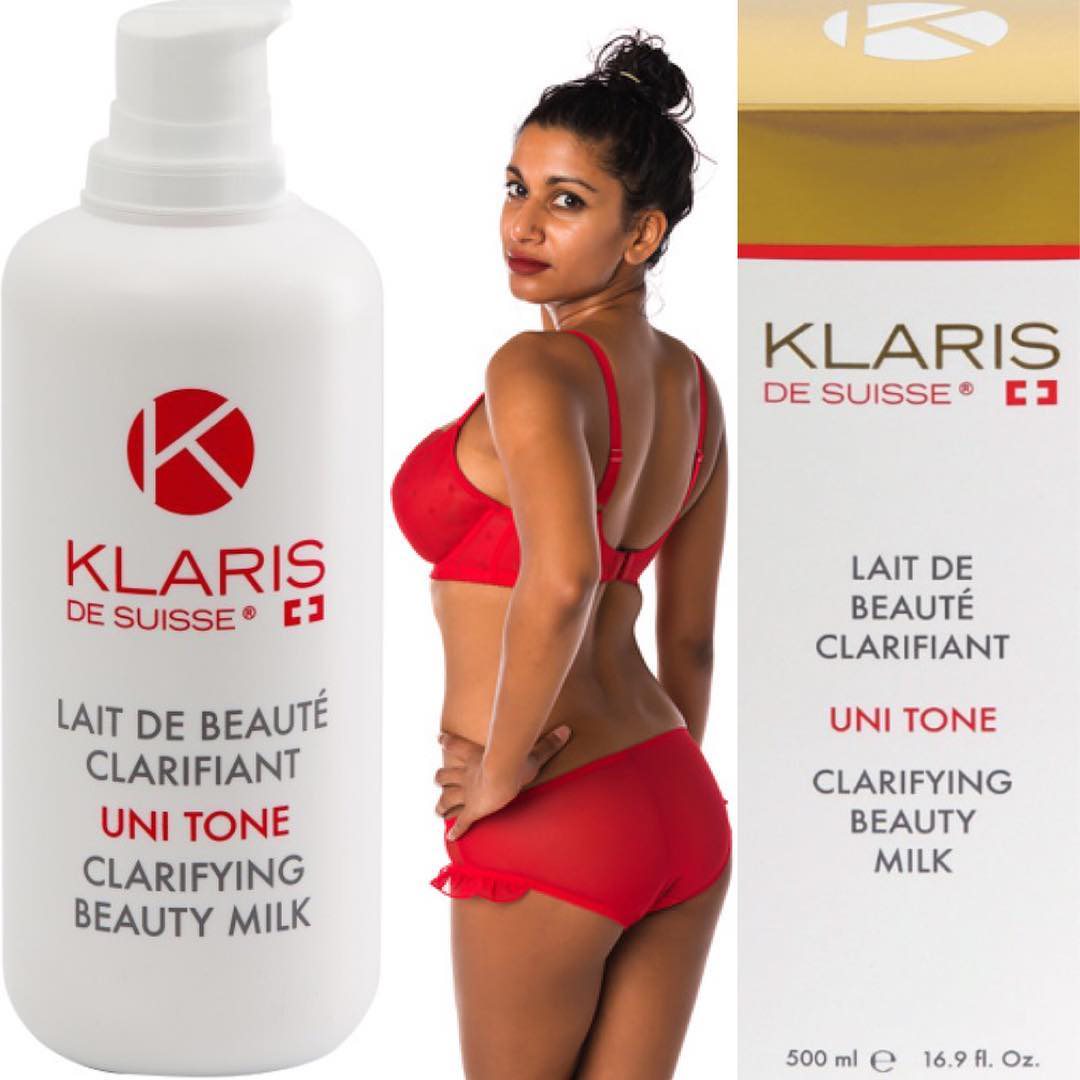 K
KLARIS
DE SUISSE®
LAIT DE BEAUTÉ
CLARIFIANT
UNI TONE
CLARIFYING
BEAUTY MILK
K
KLARIS
DE SUISSE®
LAIT DE
BEAUTÉ
CLARIFIANT
UNI TONE
CLARIFYING
BEAUTY
MILK
500 ml ℮ 16.9 fl. Oz.